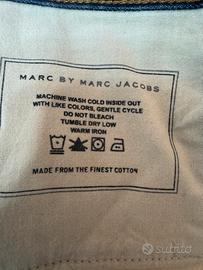 MARC BY MARC JACOBS
MACHINE WASH COLD INSIDE OUT
WITH LIKE COLORS, GENTLE CYCLE
DO NOT BLEACH
TUMBLE DRY LOW
WARM IRON
MADE FROM THE FINEST COTTON
subito